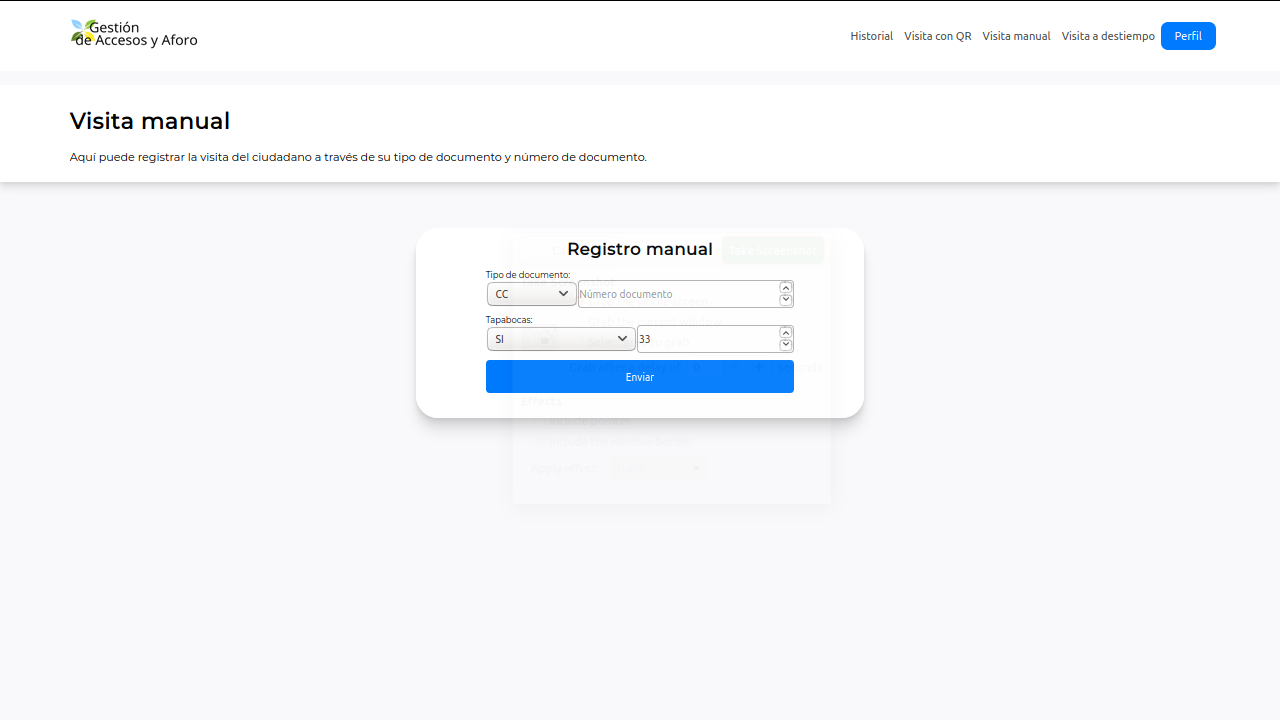 Gestión
de Accesos y Aforo
Historial Visita con QR Visita manual Visita a destiempo Perfil
Visita manual
Aquí puede registrar la visita del ciudadano a través de su tipo de documento y número de documento.
Registro manual
Tipo de documento:
CC Número documento
Tapabocas:
SI 33
Enviar